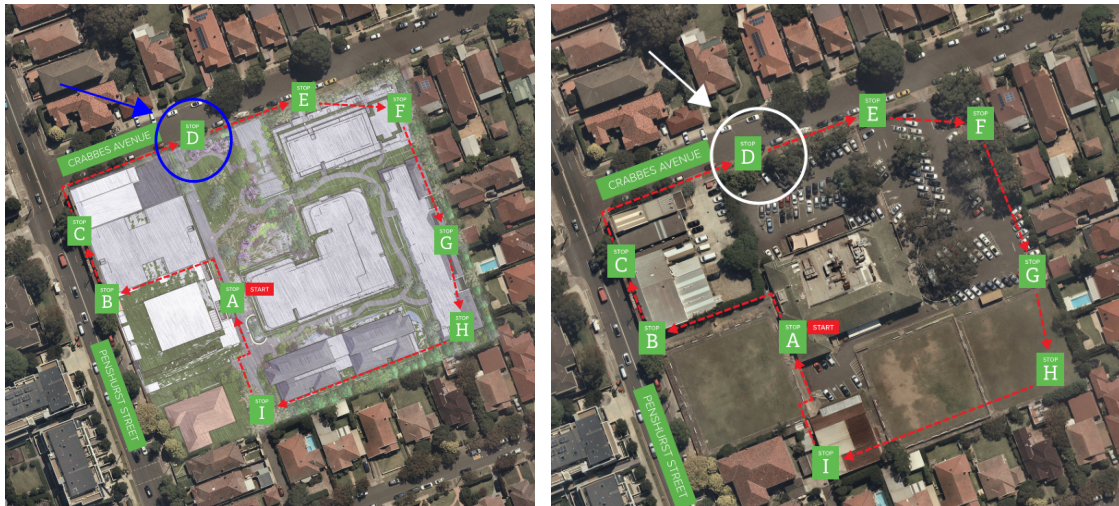 STOP
E
STOP
F
STOP
D
CRABBES AVENUE
STOP
C
STOP
G
STOP
B
STOP
A
START
STOP
H
PENSHURST STREET
STOP
I
STOP
E
STOP
F
STOP
D
CRABBES AVENUE
STOP
C
STOP
G
STOP
B
STOP
A
START
STOP
H
PENSHURST STREET
STOP
I